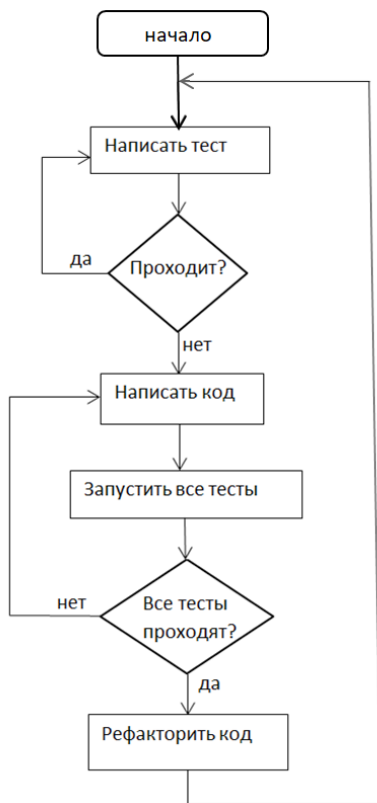 начало
Написать тест
Проходит?
да
нет
Написать код
Запустить все тесты
Все тесты
проходят?
нет
да
Рефакторить код